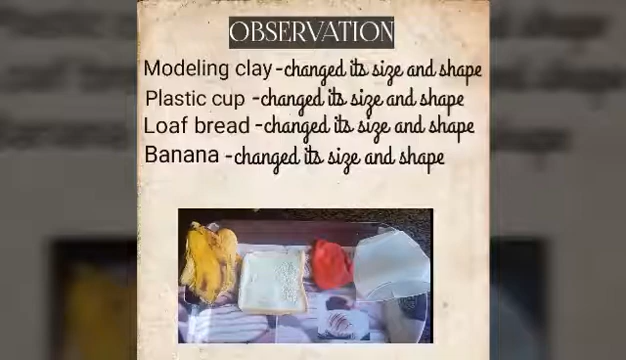 OBSERVATION
Modeling clay -changed its size and shape
Plastic cup -changed its size and shape
Loaf bread -changed its size and shape
Banana -changed its size and shape